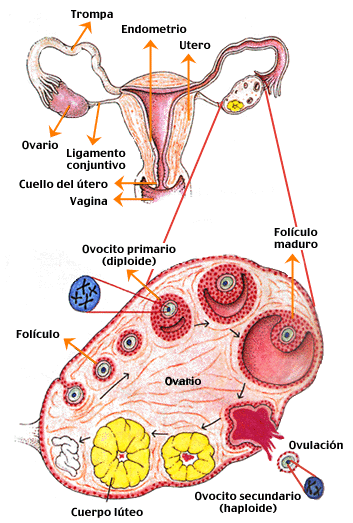 Trompa
Endometrio
Utero
Ovario
Ligamento
conjuntivo
Cuello del útero
Vagina
Ovocito primario
(diploide)
Folículo
maduro
Folículo
Ovario
Ovulación
Ovocito secundario
(haploide)
Cuerpo lúteo